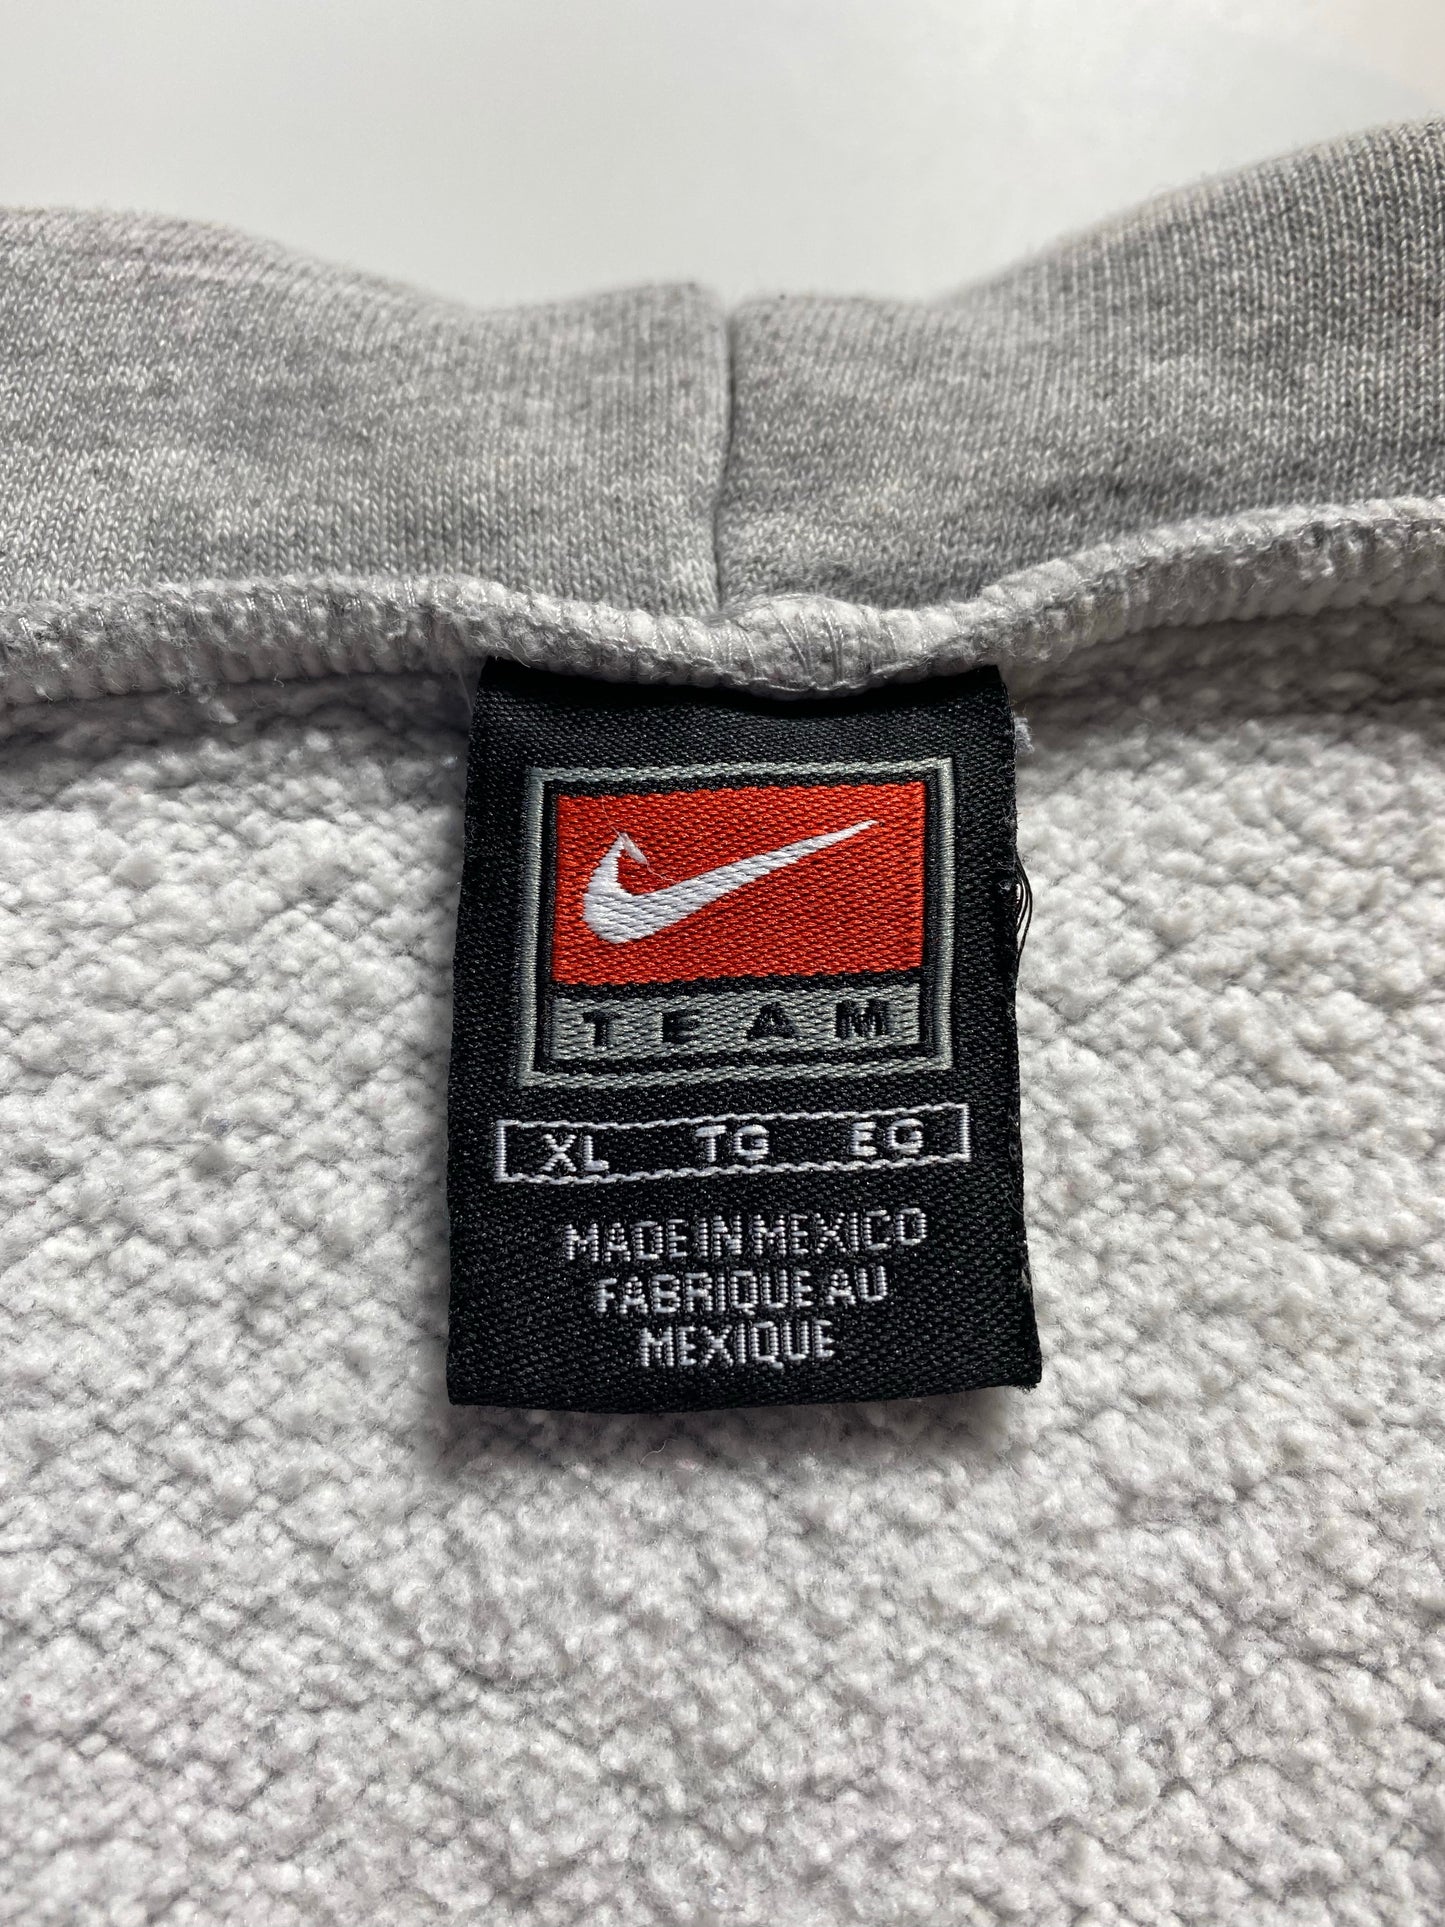 TEAM
XL TG EG
MADE IN MEXICO
FABRIQUE AU
MEXIQUE